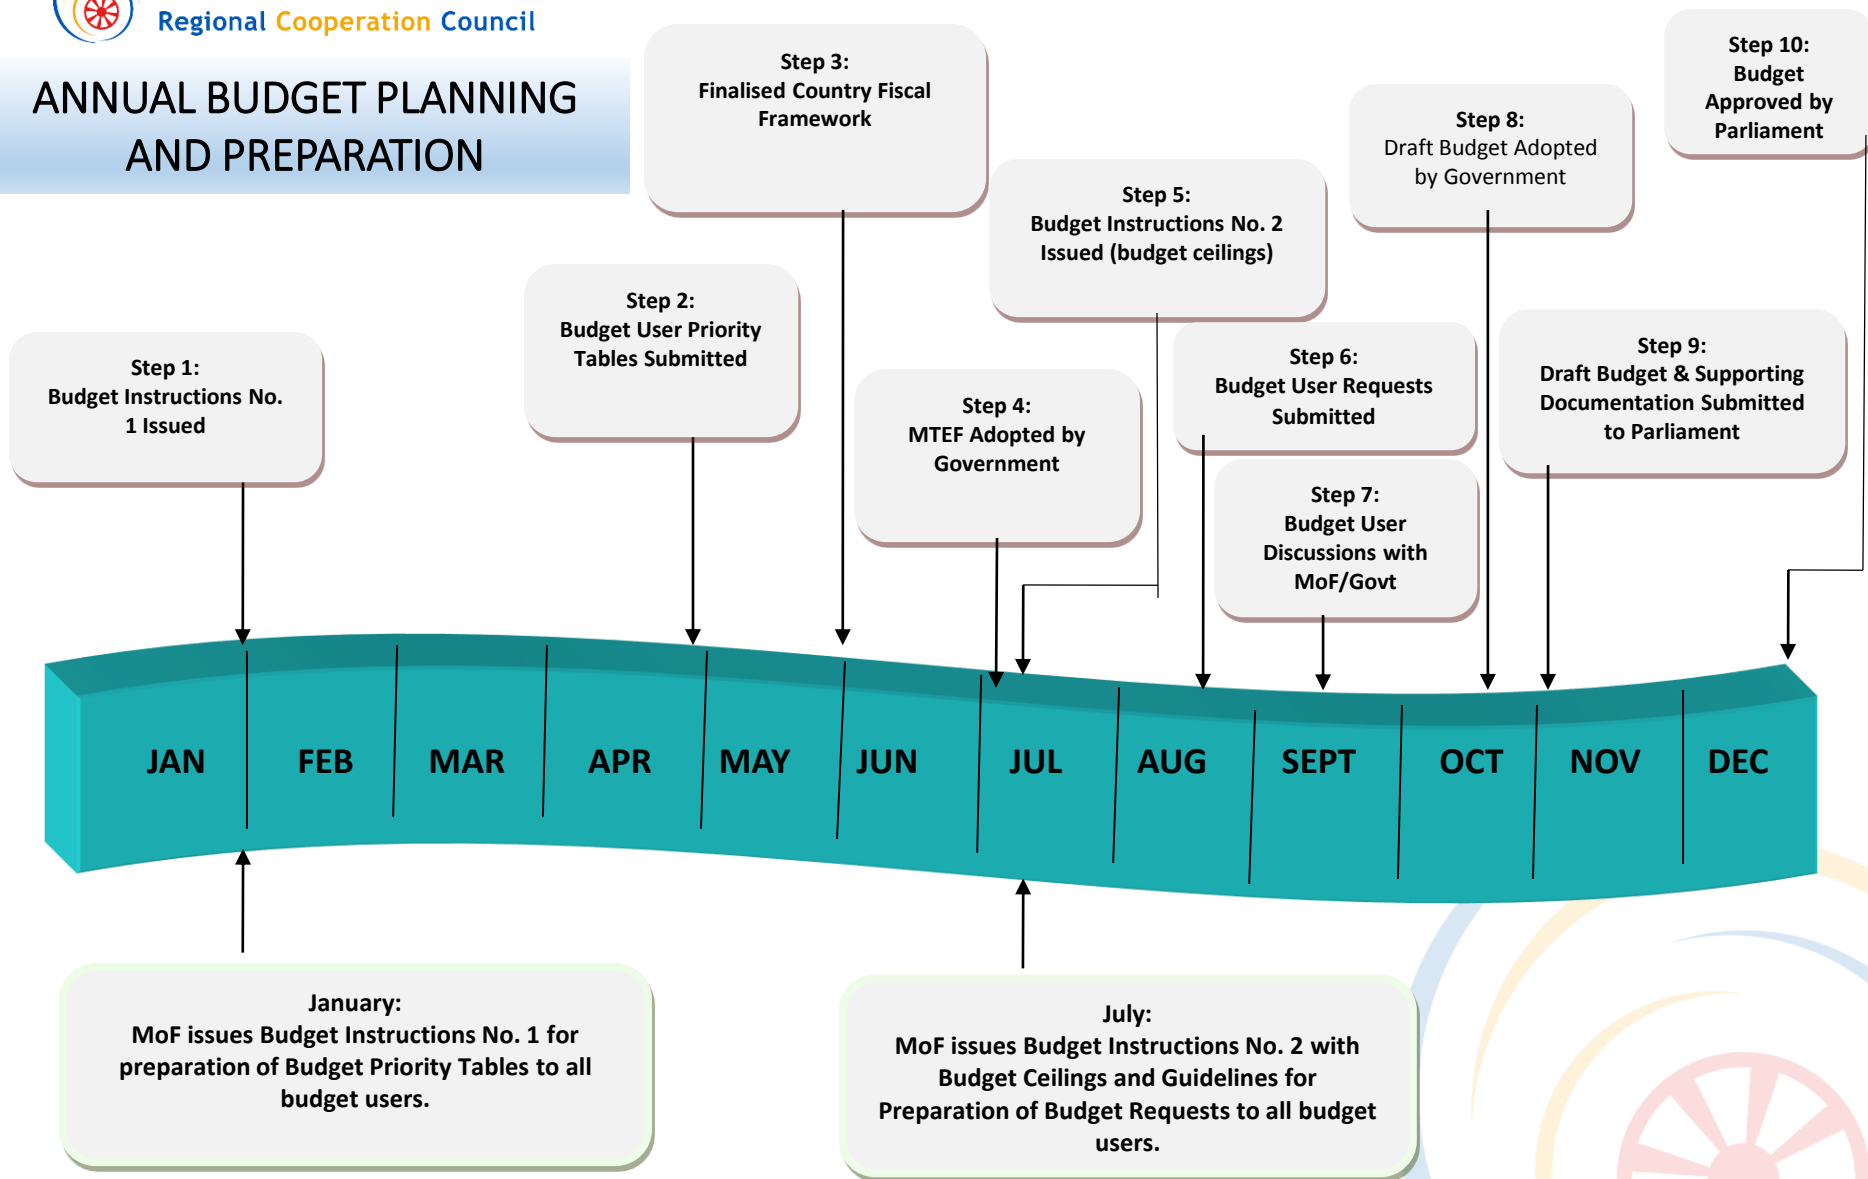 Regional Cooperation Council
ANNUAL BUDGET PLANNING
AND PREPARATION
Step 1:
Budget Instructions No.
1 Issued
Step 2:
Budget User Priority
Tables Submitted
Step 3:
Finalised Country Fiscal
Framework
Step 4:
MTEF Adopted by
Government
Step 5:
Budget Instructions No. 2
Issued (budget ceilings)
Step 6:
Budget User Requests
Submitted
Step 7:
Budget User
Discussions with
MoF/Govt
Step 8:
Draft Budget Adopted
by Government
Step 9:
Draft Budget & Supporting
Documentation Submitted
to Parliament
Step 10:
Budget
Approved by
Parliament
JAN
FEB
MAR
APR
MAY
JUN
JUL
AUG
SEPT
OCT
NOV
DEC
January:
MoF issues Budget Instructions No. 1 for
preparation of Budget Priority Tables to all
budget users.
July:
MoF issues Budget Instructions No. 2 with
Budget Ceilings and Guidelines for
Preparation of Budget Requests to all budget
users.